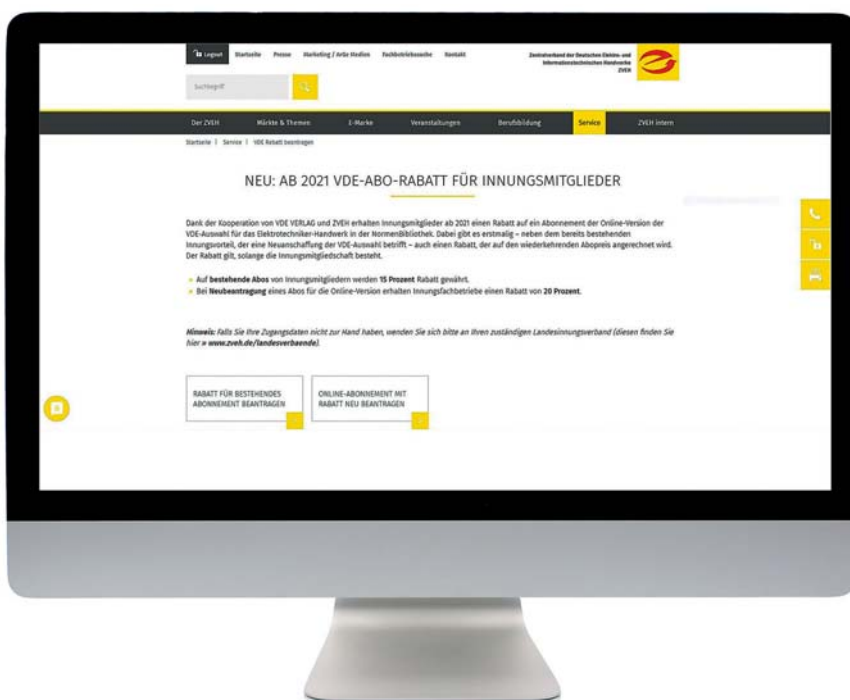 Logout Startseite Presse Marketing / ArGe Medien Fachbetriebssuche Kontakt
Zentralverband der Deutschen Elektro- und
Informationstechnischen Handwerke
ZVEH
Suchbegriff
Der ZVEH Märkte & Themen E-Marke Veranstaltungen Berufsbildung Service ZVEH intern
Startseite | Service | VDE Rabatt beantragen
NEU: AB 2021 VDE-ABO-RABATT FÜR INNUNGSMITGLIEDER
Dank der Kooperation von VDE VERLAG und ZVEH erhalten Innungsmitglieder ab 2021 einen Rabatt auf ein Abonnement der Online-Version der
VDE-Auswahl für das Elektrotechniker-Handwerk in der NormenBibliothek. Dabei gibt es erstmalig – neben dem bereits bestehenden
Innungsvorteil, der eine Neuanschaffung der VDE-Auswahl betrifft – auch einen Rabatt, der auf den wiederkehrenden Abopreis angerechnet wird.
Der Rabatt gilt, solange die Innungsmitgliedschaft besteht.
» Auf bestehende Abos von Innungsmitgliedern werden 15 Prozent Rabatt gewährt.
» Bei Neubeantragung eines Abos für die Online-Version erhalten Innungsfachbetriebe einen Rabatt von 20 Prozent.
Hinweis: Falls Sie Ihre Zugangsdaten nicht zur Hand haben, wenden Sie sich bitte an Ihren zuständigen Landesinnungsverband (diesen finden Sie
hier » www.zveh.de/landesverbaende).
RABATT FÜR BESTEHENDES
ABONNEMENT BEANTRAGEN
ONLINE-ABONNEMENT MIT
RABATT NEU BEANTRAGEN